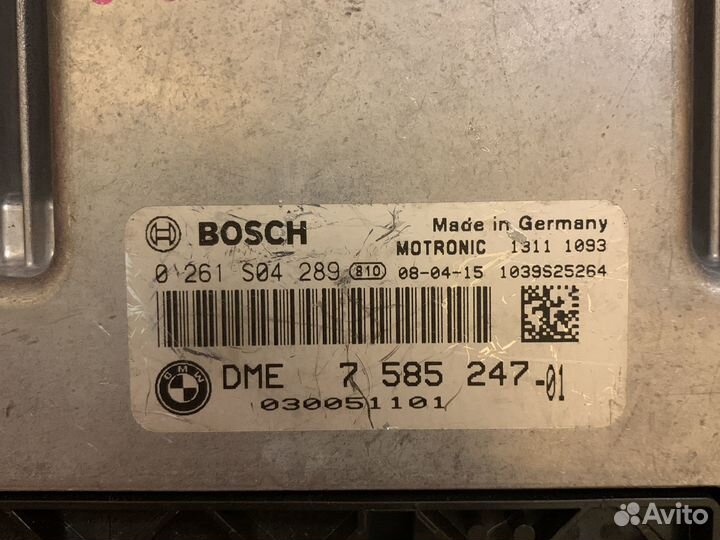 BOSCH
Made in Germany
MOTRONIC 1311 1093
0 261 S04 289 810 08-04-15 1039S25264
BMW
DME 7 585 247-01
030051101
Avito